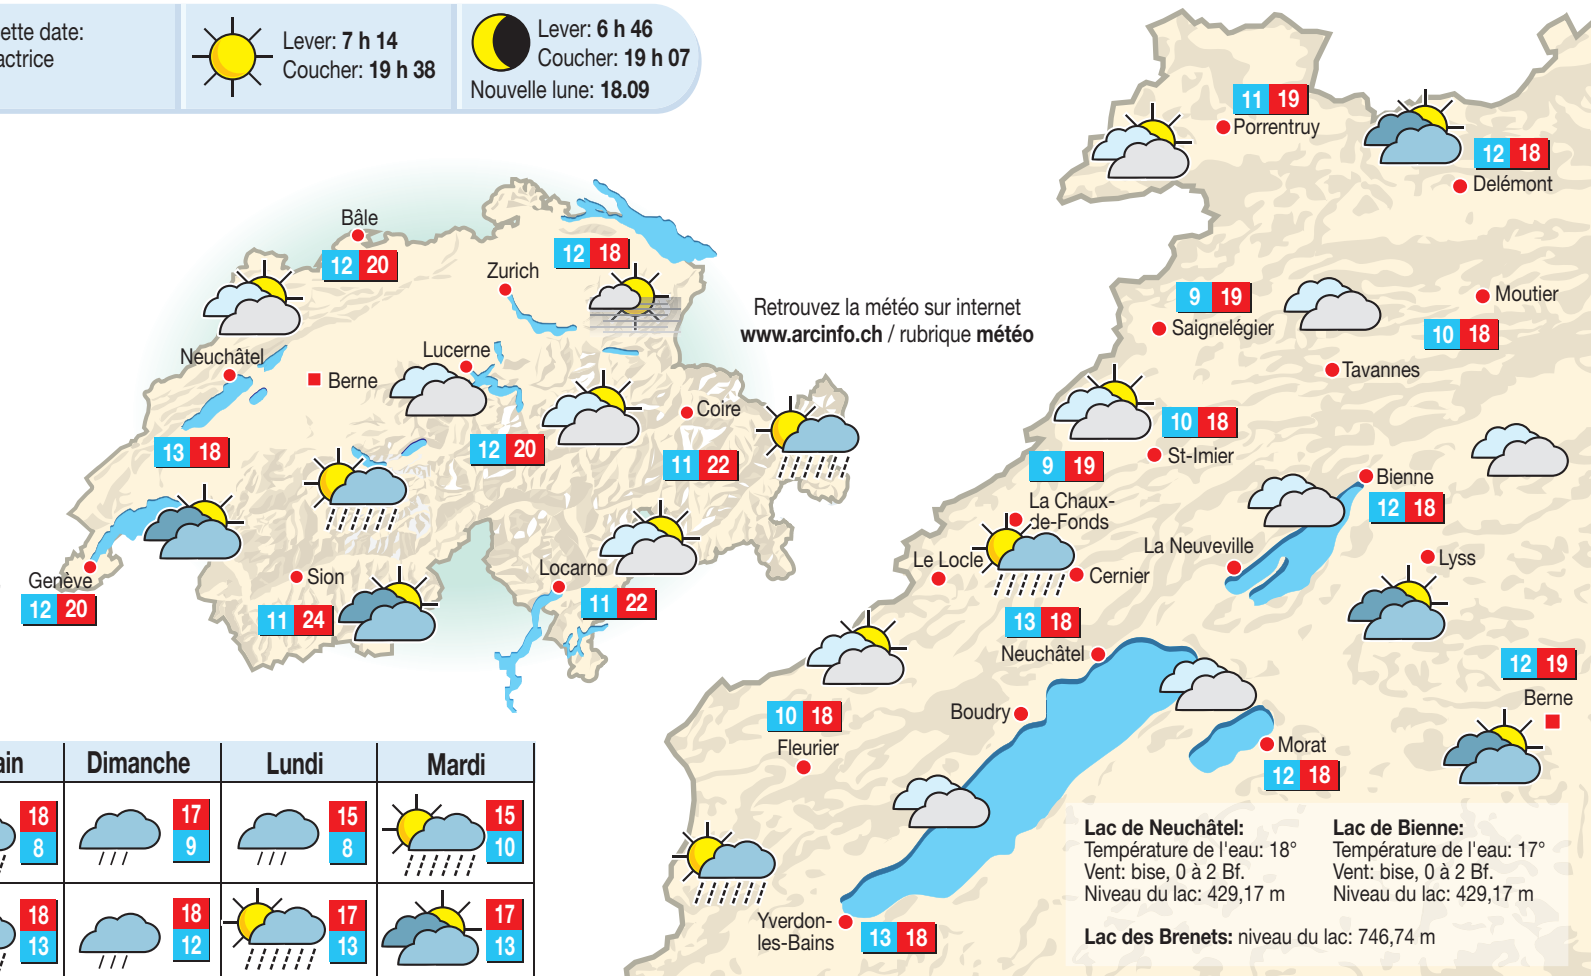 ette date:
actrice
Lever: 7 h 14
Coucher: 19 h 38
Lever: 6 h 46
Coucher: 19 h 07
Nouvelle lune: 18.09
Bâle
12 20
Zurich
12 18
Neuchâtel
13 18
Berne
Lucerne
12 20
Coire
11 22
Genève
12 20
Sion
11 24
Locarno
11 22
Retrouvez la météo sur internet
www.arcinfo.ch / rubrique météo
11 19
Porrentruy
12 18
Delémont
9 19
Saignelégier
Moutier
10 18
Tavannes
10 18
St-Imier
9 19
La Chaux-
de-Fonds
Le Locle
Cernier
Bienne
12 18
La Neuveville
Lyss
13 18
Neuchâtel
12 19
Berne
Boudry
10 18
Fleurier
Morat
12 18
Yverdon-
les-Bains
13 18
ain
Dimanche
Lundi
Mardi
18
8
17
9
15
8
15
10
18
13
18
12
17
13
17
13
Lac de Neuchâtel:
Température de l'eau: 18°
Vent: bise, 0 à 2 Bf.
Niveau du lac: 429,17 m
Lac de Bienne:
Température de l'eau: 17°
Vent: bise, 0 à 2 Bf.
Niveau du lac: 429,17 m
Lac des Brenets: niveau du lac: 746,74 m